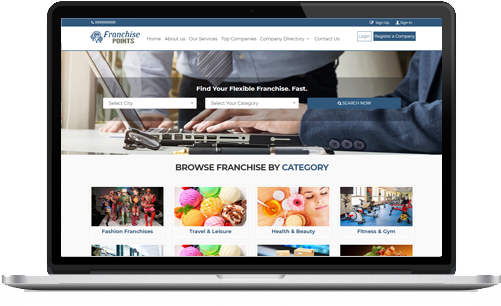 9999999999 Sign Up Sign In
Franchise
POINTS
Home About us Our Services Top Companies Company Directory Contact Us Login Register a Company
Find Your Flexible Franchise. Fast.
Select City Select Your Category SEARCH NOW
BROWSE FRANCHISE BY CATEGORY
Fashion Franchises Travel & Leisure Health & Beauty Fitness & Gym